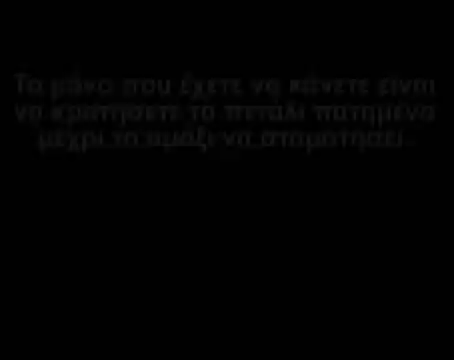 Το μόνο που έχετε να κάνετε είναι
να κρατήσετε το πετάλι πατημένο
μέχρι το αμάξι να σταματήσει.